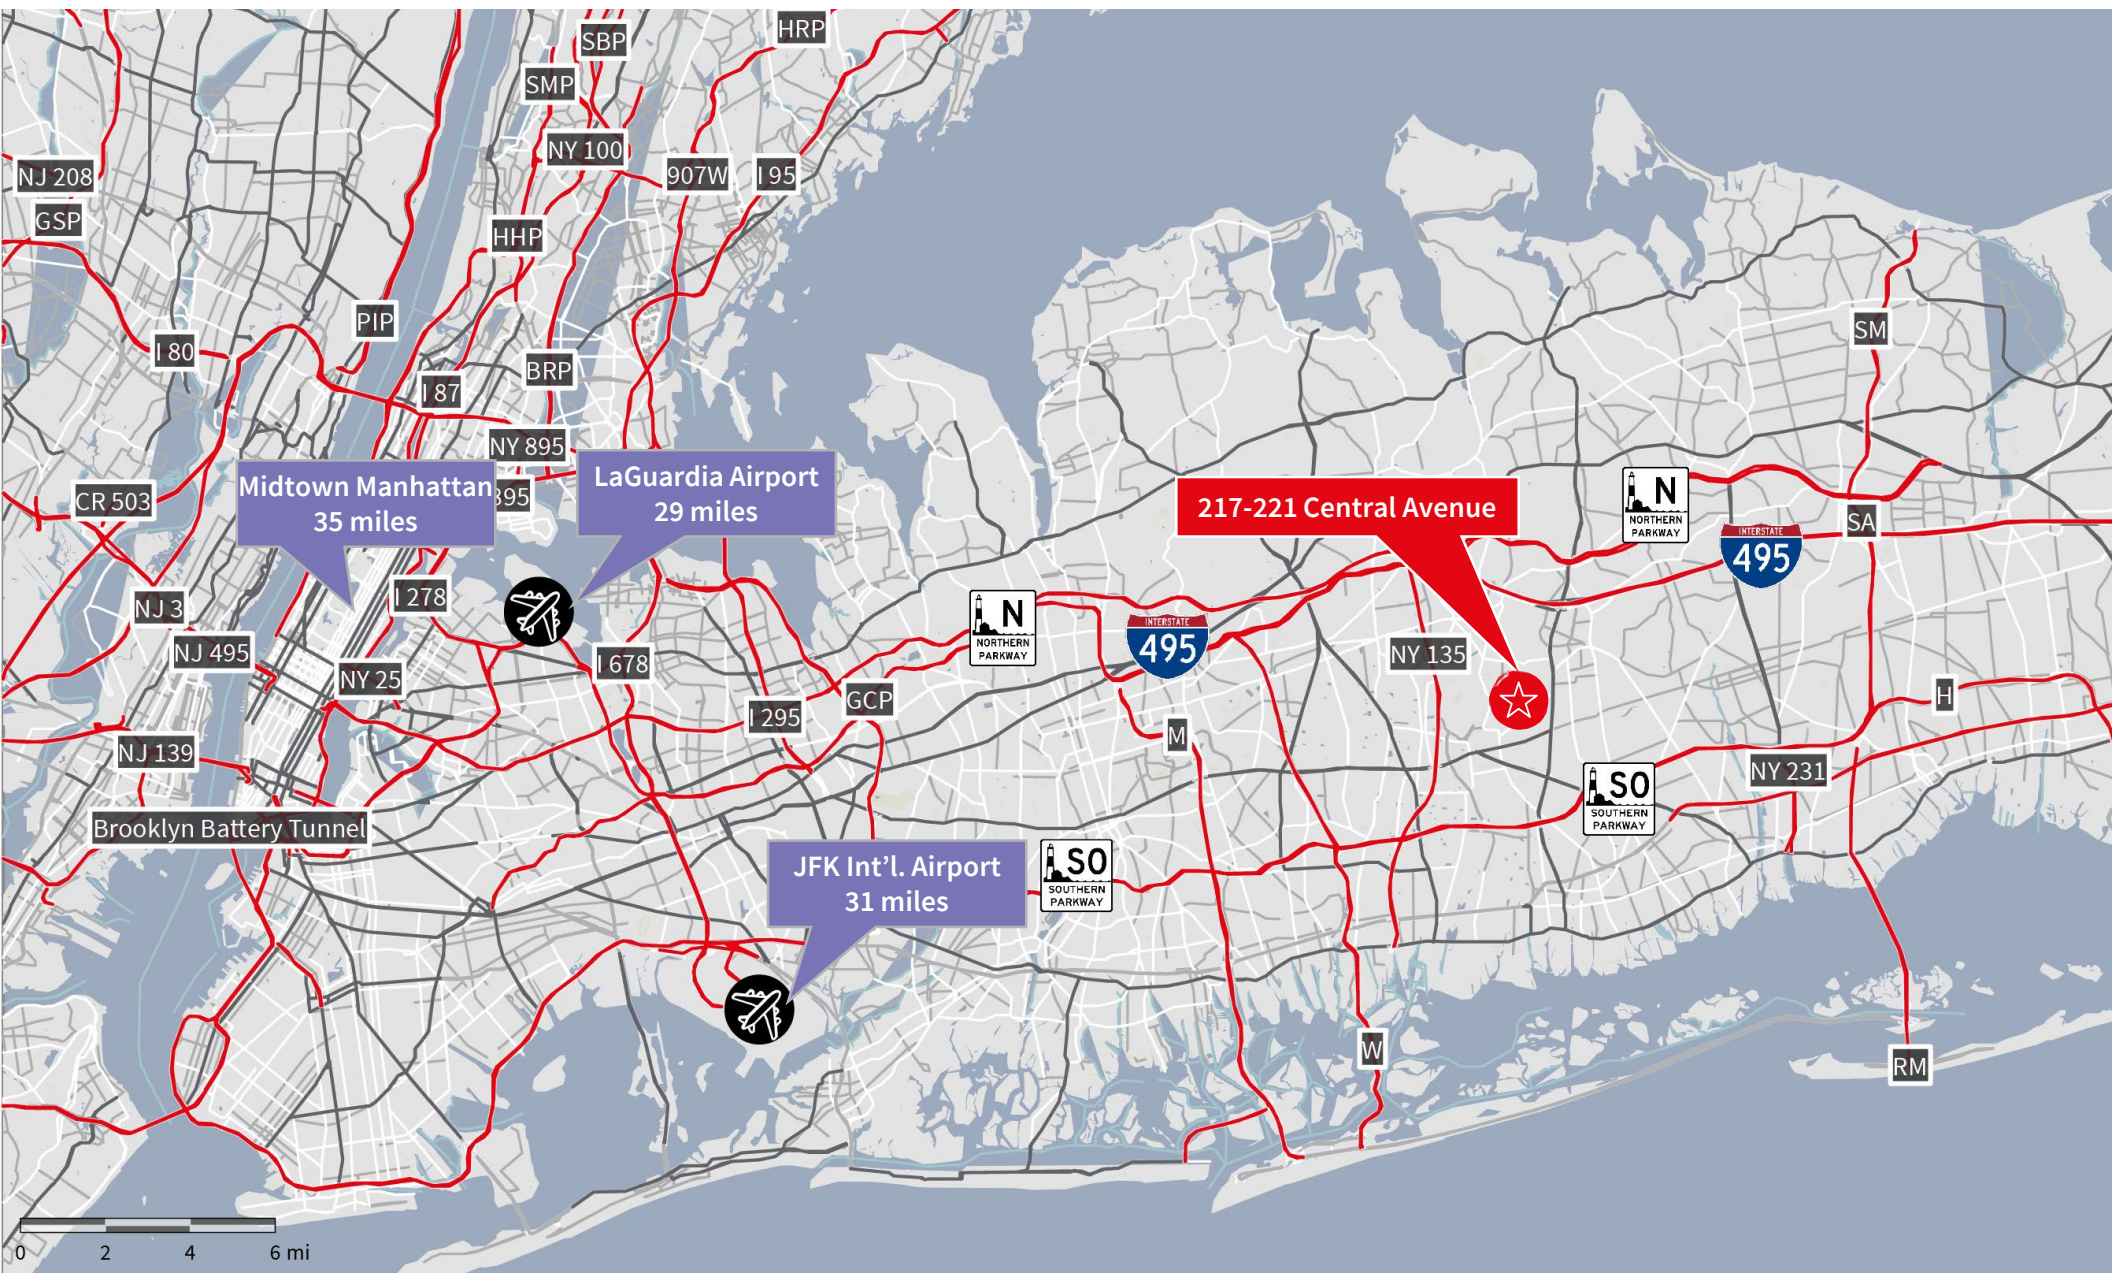 HRP
SBP
SMP
NY 100
907W
I 95
NJ 208
GSP
HHP
PIP
SM
I 80
BRP
I 87
NY 895
Midtown Manhattan
35 miles
LaGuardia Airport
29 miles
895
CR 503
217-221 Central Avenue
N
NORTHERN
PARKWAY
SA
INTERSTATE
495
I 278
NJ 3
N
NORTHERN
PARKWAY
INTERSTATE
495
NJ 495
NY 25
I 678
NY 135
GCP
I 295
H
M
NJ 139
NY 231
SO
SOUTHERN
PARKWAY
Brooklyn Battery Tunnel
JFK Int’l. Airport
31 miles
SO
SOUTHERN
PARKWAY
W
RM
0 2 4 6 mi